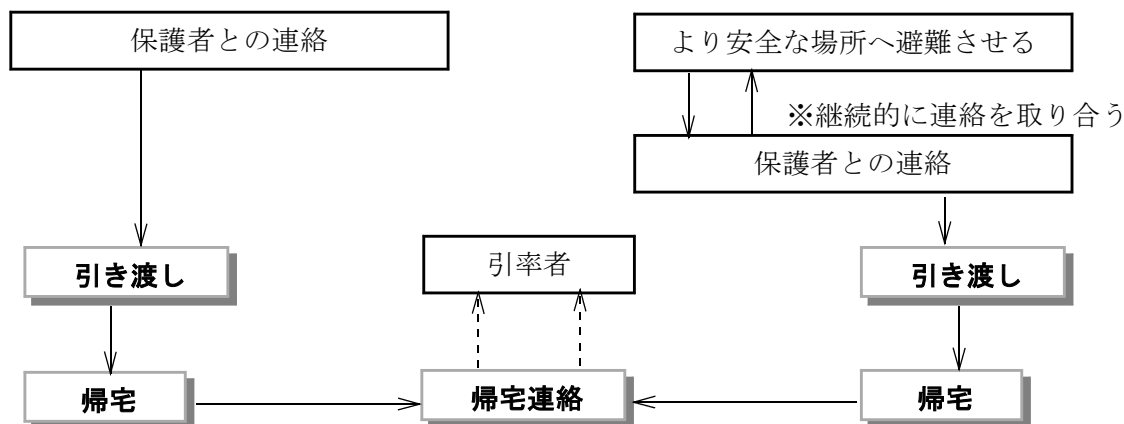 保護者との連絡
より安全な場所へ避難させる
※継続的に連絡を取り合う
保護者との連絡
引き渡し
引率者
引き渡し
帰宅
帰宅連絡
帰宅